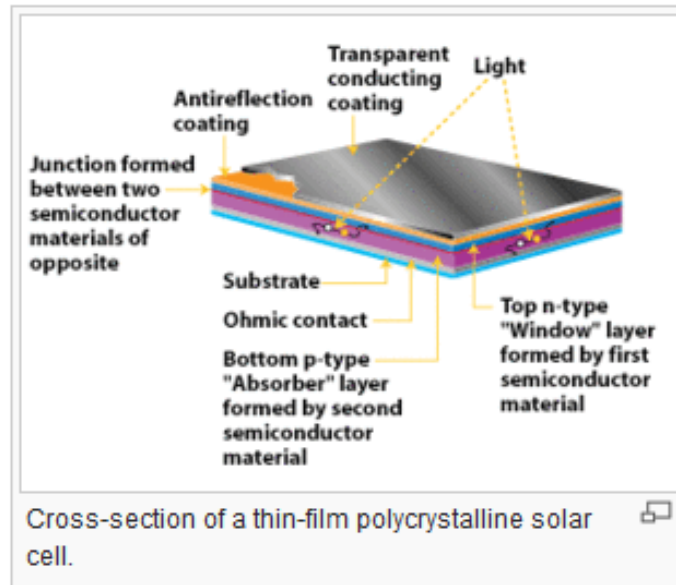 Transparent
conducting
coating
Light
Antireflection
coating
Junction formed
between two
semiconductor
materials of
opposite
Substrate
Ohmic contact
Bottom p-type
"Absorber" layer
formed by second
semiconductor
material
Top n-type
"Window" layer
formed by first
semiconductor
material
Cross-section of a thin-film polycrystalline solar
cell.